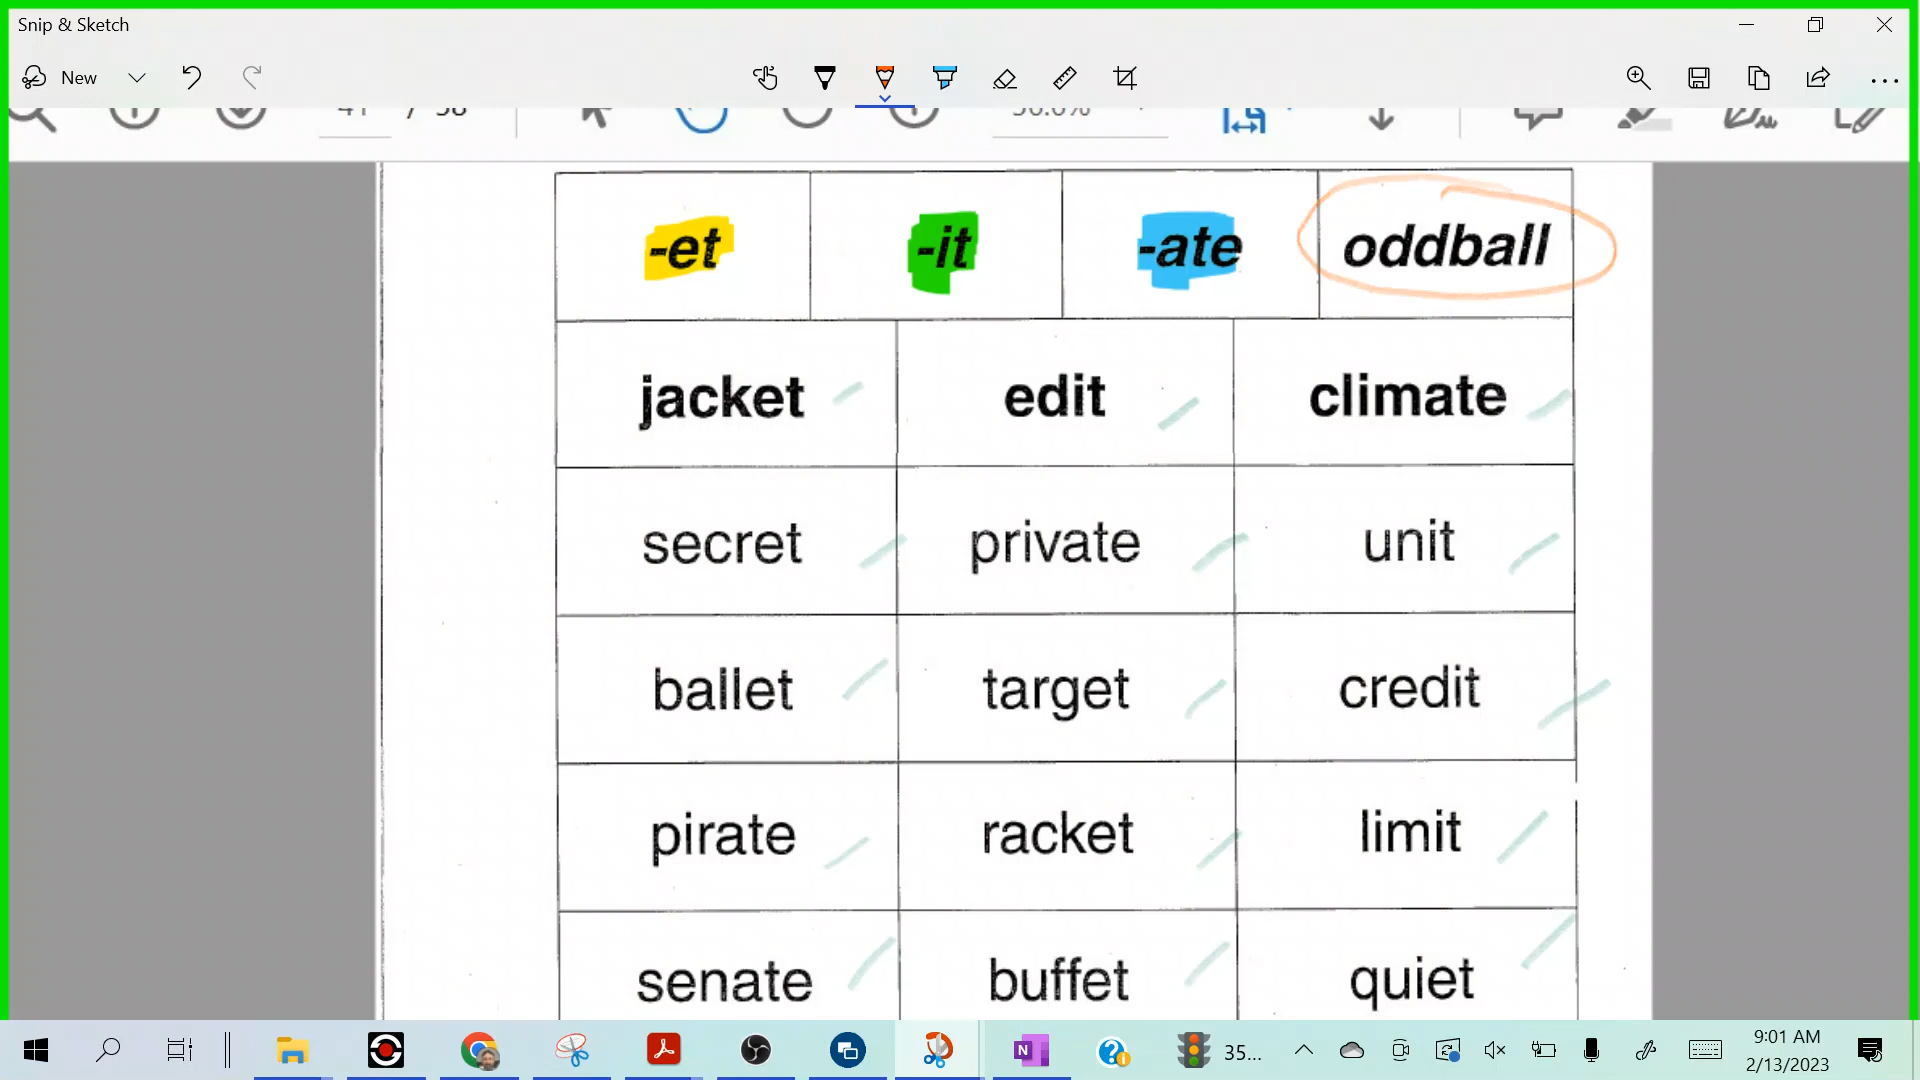 Snip & Sketch
New
-et -it -ate oddball
jacket edit climate
secret private unit
ballet target credit
pirate racket limit
senate buffet quiet
35...
9:01 AM
2/13/2023